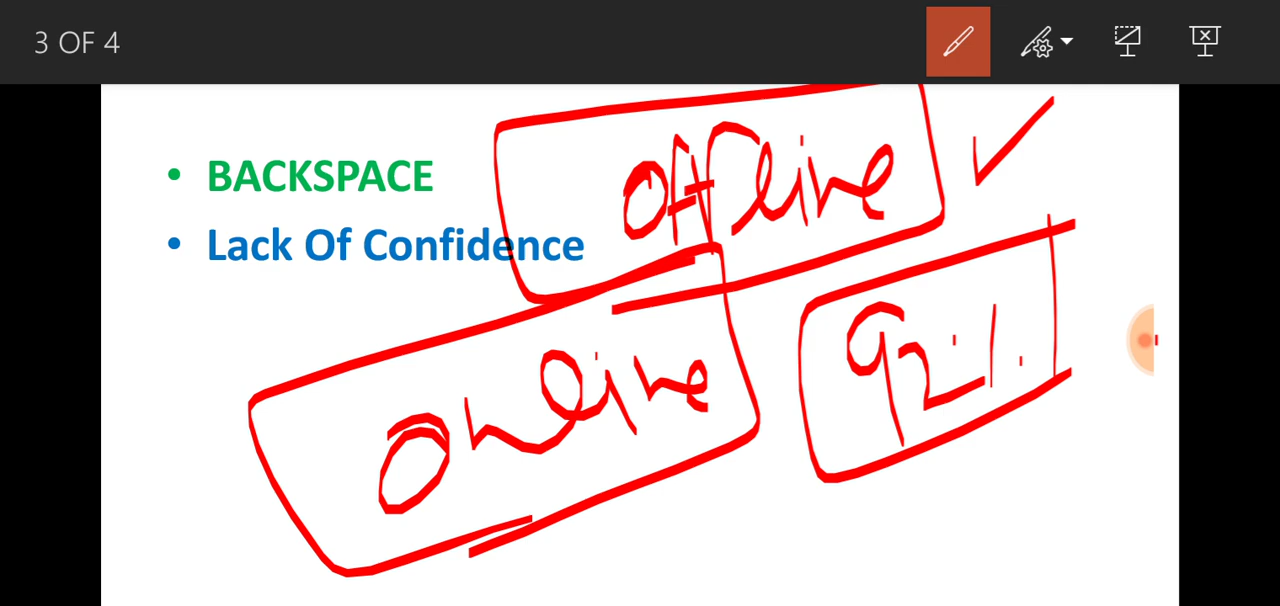 3 OF 4
• BACKSPACE
offline
• Lack Of Confidence
online
92%